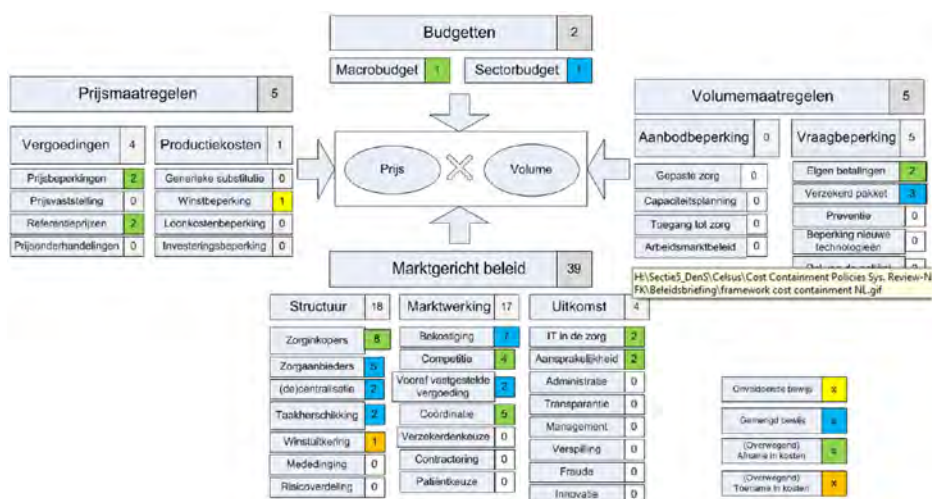 Budgetten 2
Macrobudget 1 Sectorbudget 1
Prijsmaatregelen 5
Vergoedingen 4 Productiekosten 1
Prijsbeperkingen 2 Generieke substitutie 0
Prijsvaststelling 0 Winstbeperking 1
Referentieprijzen 2 Loonkostenbeperking 0
Prijsonderhandelingen 0 Investeringsbeperking 0
Prijs Volume
Volumemaatregelen 5
Aanbodbeperking 0 Vraagbeperking 5
Gepaste zorg 0 Eigen betalingen 2
Capaciteitsplanning 0 Verzekerd pakket 3
Toegang tot zorg 0 Preventie 0
Arbeidsmarktbeleid 0 Beperking nieuwe
technologieën 0
H:\Sectie5_DenS\Celsus\Cost Containment Policies Sys. Review-N
FK\Beleidsbriefing\framework cost containment NL.gif
Marktgericht beleid 39
Structuur 18 Marktwerking 17 Uitkomst 4
Zorginkopers Bekostiging IT in de zorg 2
Zorgaanbieders 5 Competitie 4 Aansprakelijkheid 2
(de)centralisatie 2 Vooraf vastgestelde
vergoeding 2 Administratie 0
Taakherschikking 2 Coördinatie 5 Transparantie 0
Winstuitkering 1 Verzekerdenkeuze 0 Management 0
Mededinging 0 Contractering 0 Verspilling 0
Risicoverdeling 0 Patiëntkeuze 0 Fraude 0
Innovatie 0
Onvoldoende bewijs x
Gemengd bewijs x
(Overwegend)
Afname in kosten x
(Overwegend)
Toename in kosten x